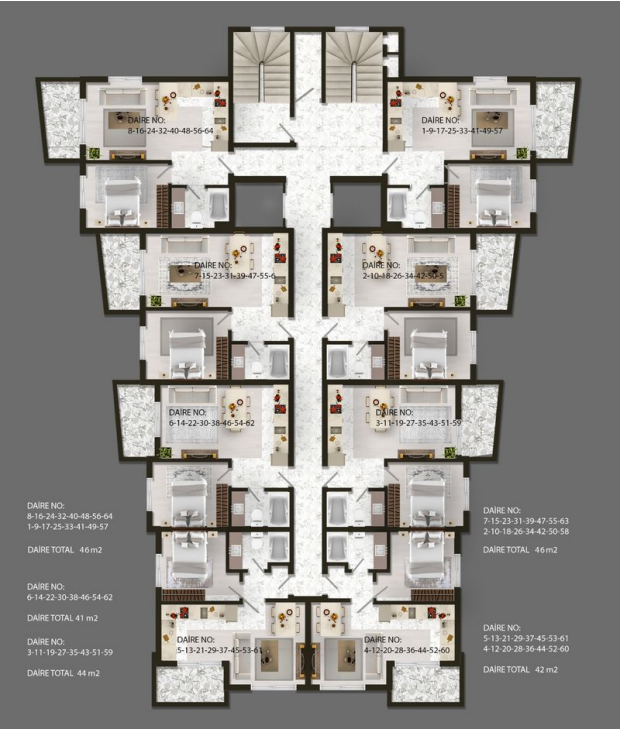 DAİRE NO:
8-16-24-32-40-48-56-64
DAİRE NO:
1-9-17-25-33-41-49-57
DAİRE NO:
7-15-23-31-39-47-55-6
DAİRE NO:
2-10-18-26-34-42-50-5
DAİRE NO:
6-14-22-30-38-46-54-62
DAİRE NO:
3-11-19-27-35-43-51-59
DAİRE NO:
8-16-24-32-40-48-56-64
1-9-17-25-33-41-49-57
DAİRE TOTAL 46 m2
DAİRE NO:
7-15-23-31-39-47-55-63
2-10-18-26-34-42-50-58
DAİRE TOTAL 46 m2
DAİRE NO:
6-14-22-30-38-46-54-62
DAİRE TOTAL 41 m2
DAİRE NO:
3-11-19-27-35-43-51-59
DAİRE TOTAL 44 m2
DAİRE NO:
5-13-21-29-37-45-53-61
DAİRE NO:
4-12-20-28-36-44-52-60
DAİRE NO:
5-13-21-29-37-45-53-61
4-12-20-28-36-44-52-60
DAİRE TOTAL 42 m2